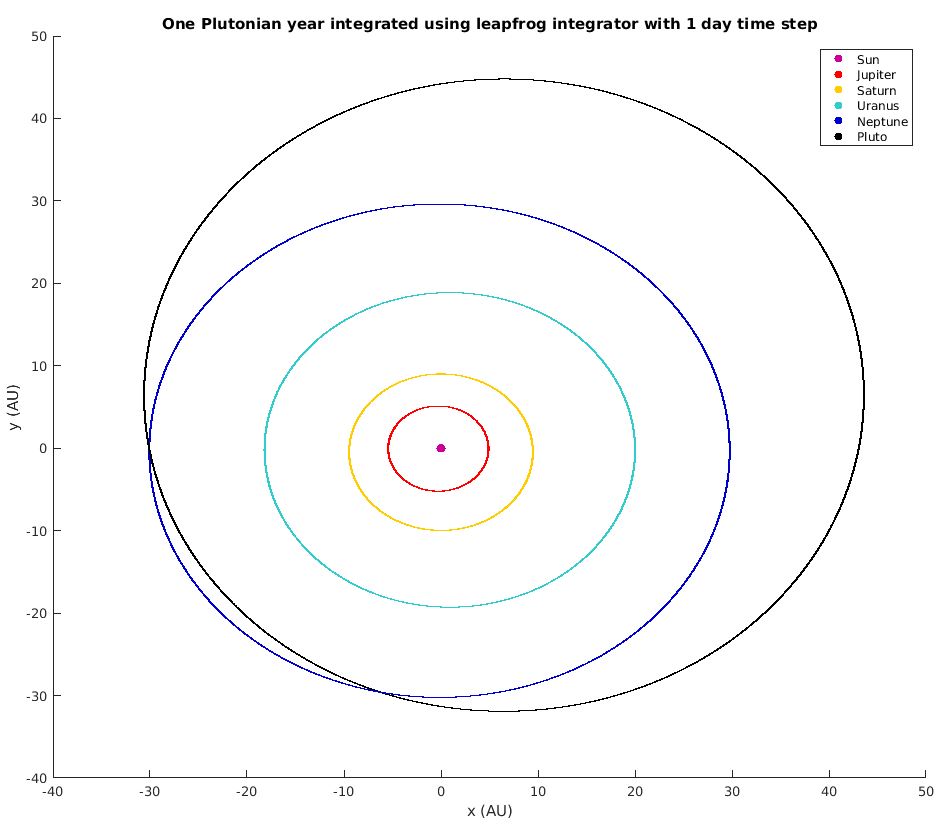 One Plutonian year integrated using leapfrog integrator with 1 day time step
50
40
30
20
10
0
-10
-20
-30
-40
y (AU)
-40
-30
-20
-10
0
10
20
30
40
50
x (AU)
Sun
Jupiter
Saturn
Uranus
Neptune
Pluto